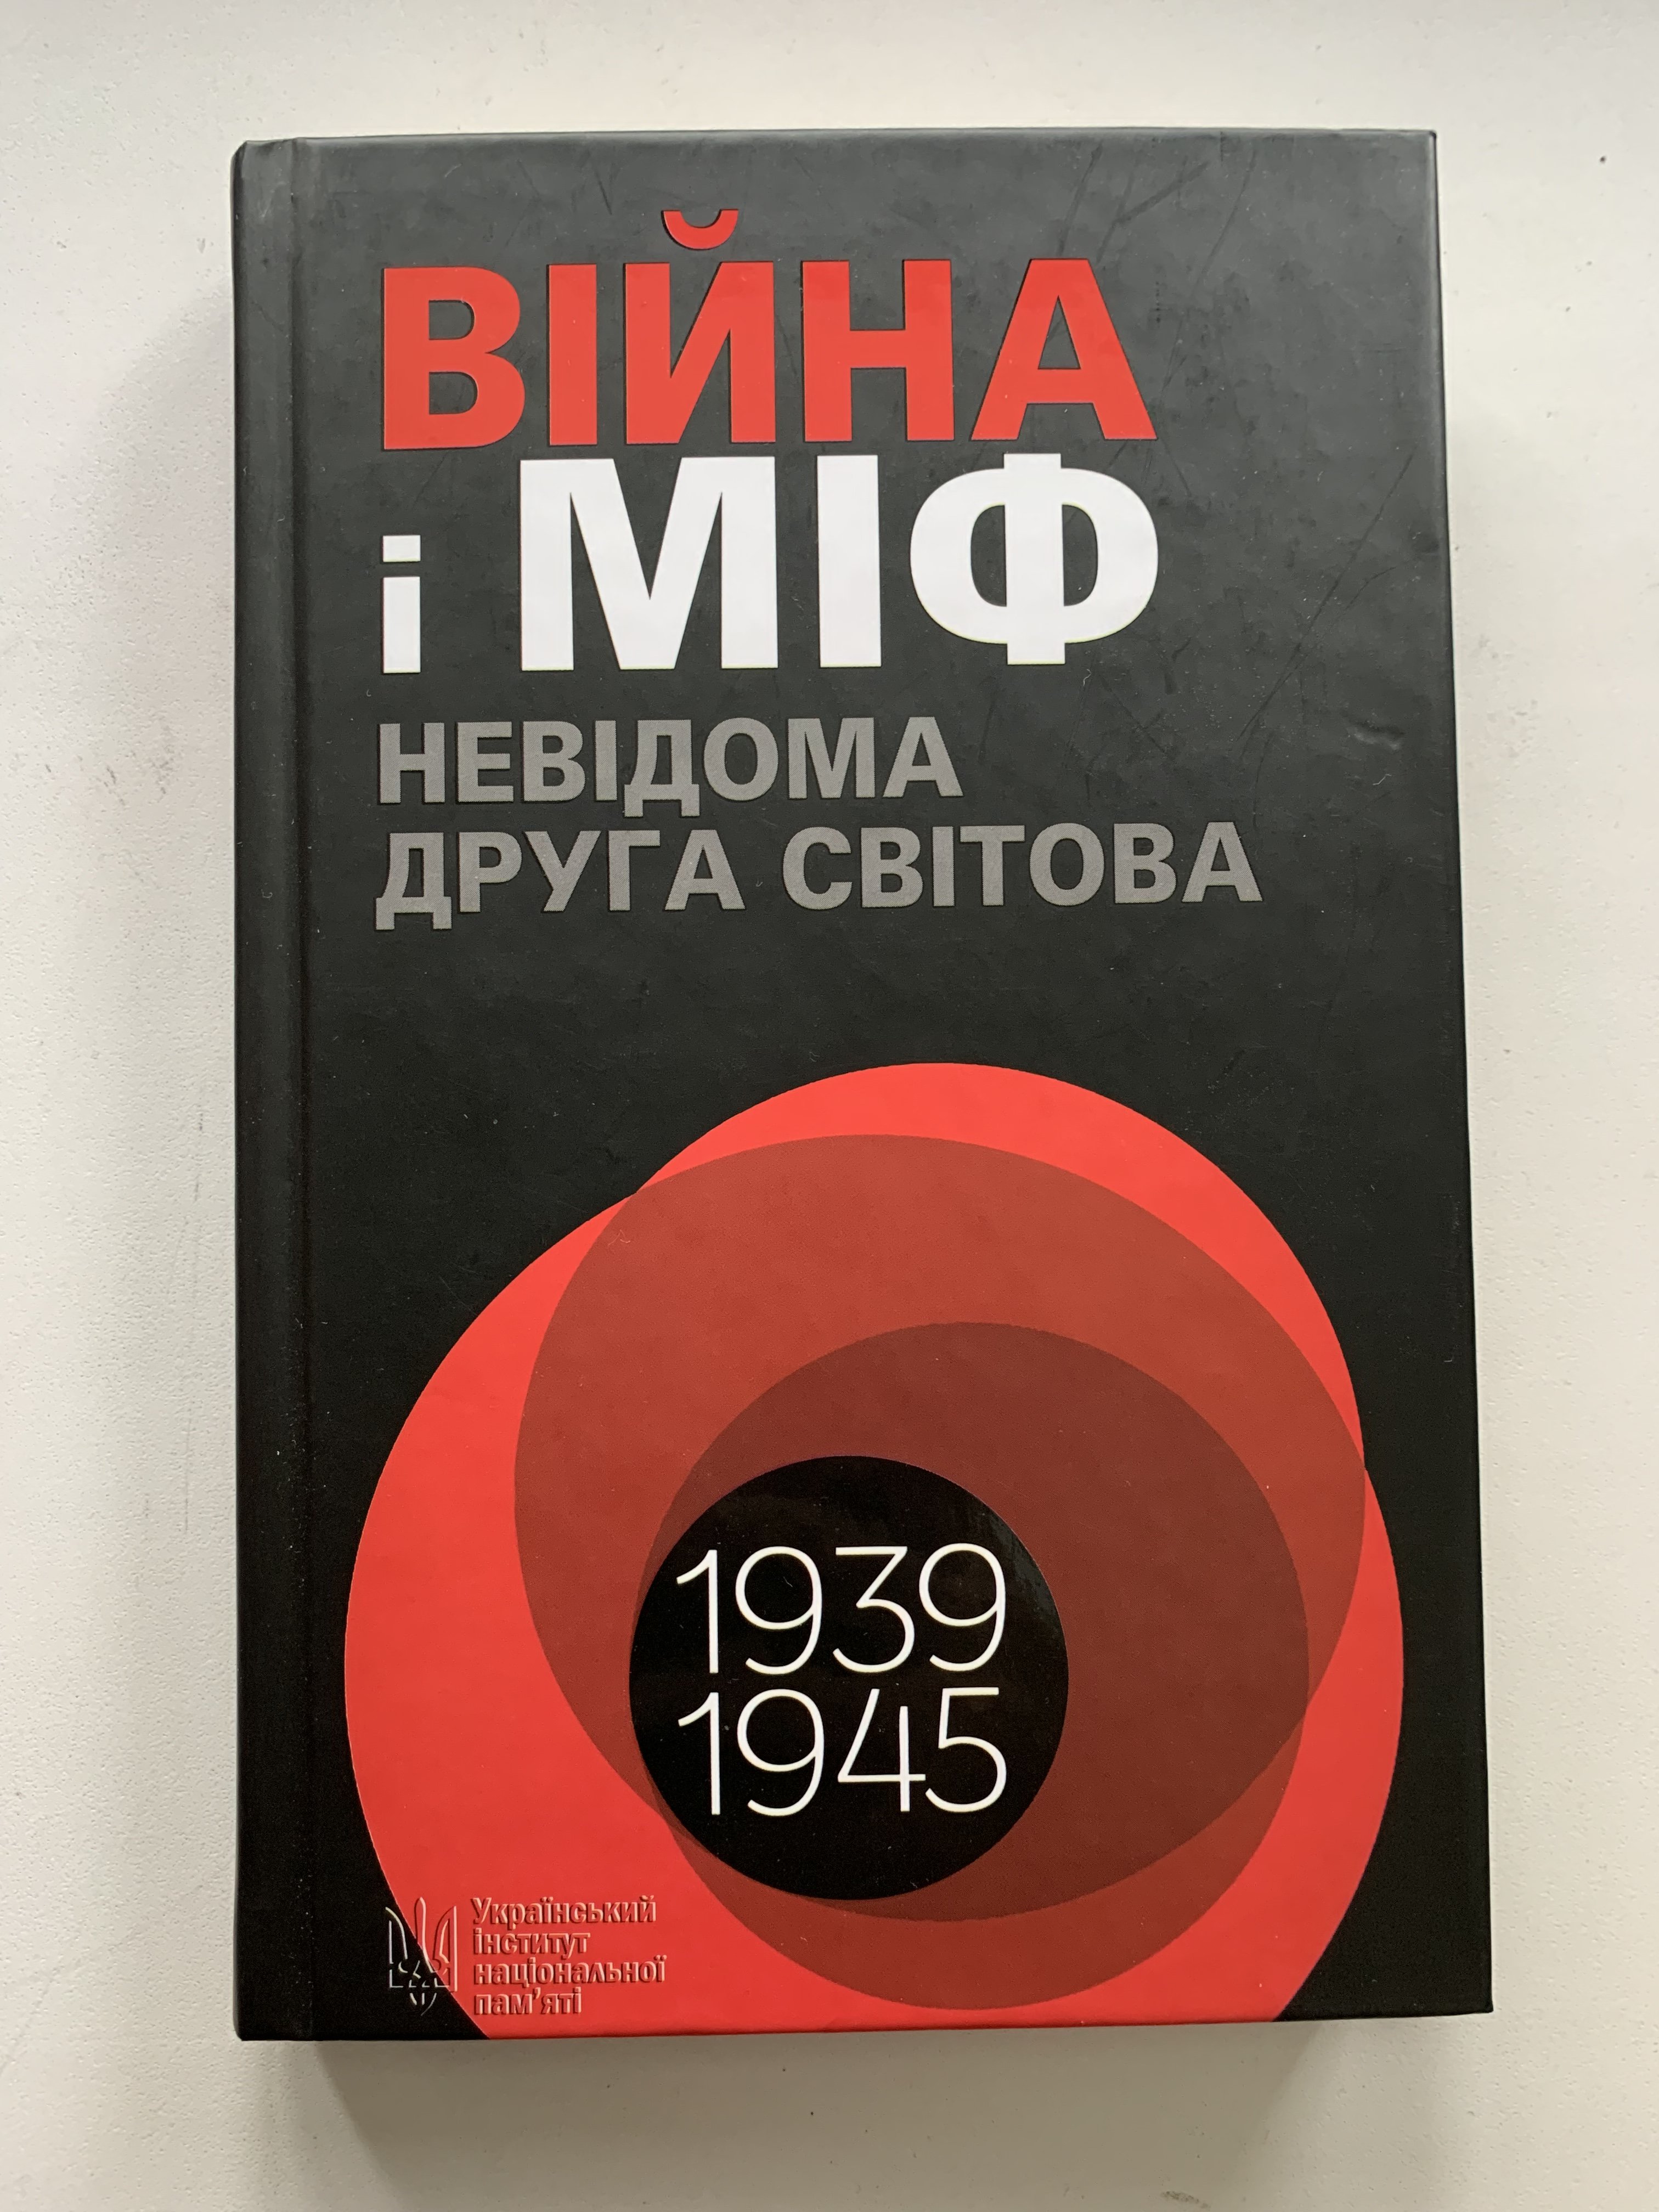 ВІЙНА
і МІФ
НЕВІДОМА
ДРУГА СВІТОВА
1939
1945
Український
інститут
національної
пам'яті